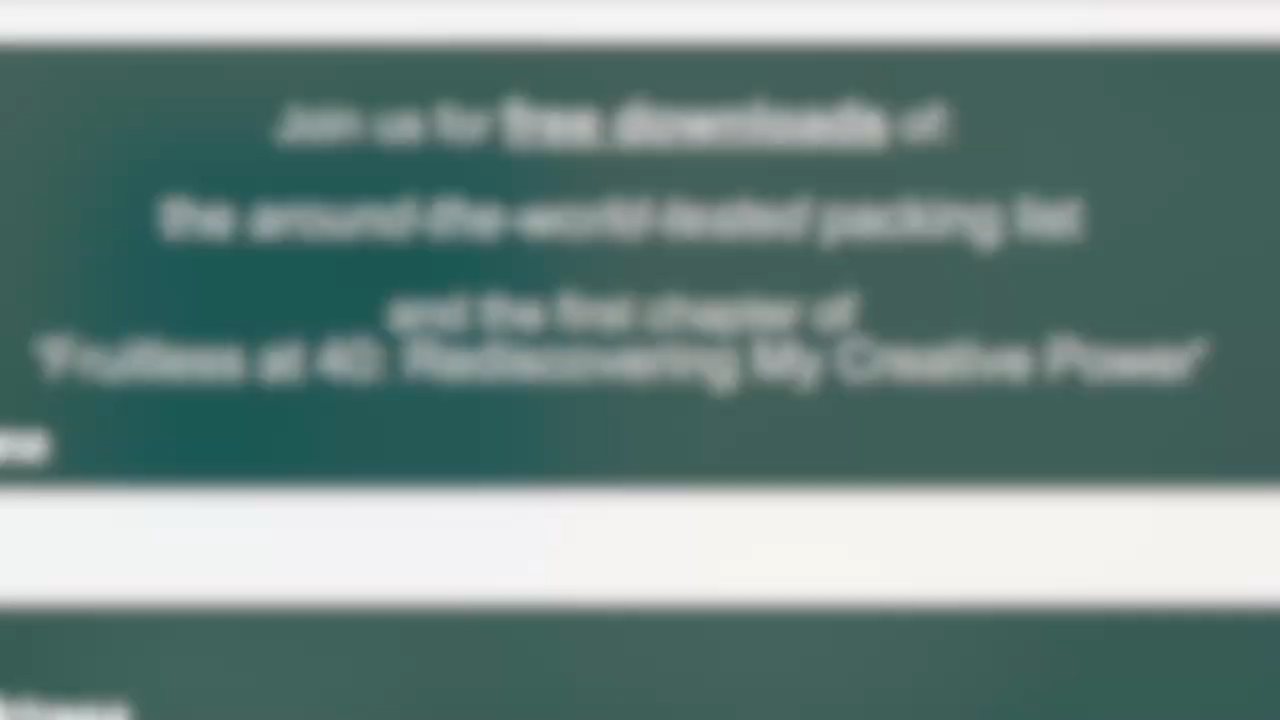 Join us for free downloads of:
the around-the-world-tested packing list
and the first chapter of
"Fruitless at 40: Rediscovering My Creative Power"